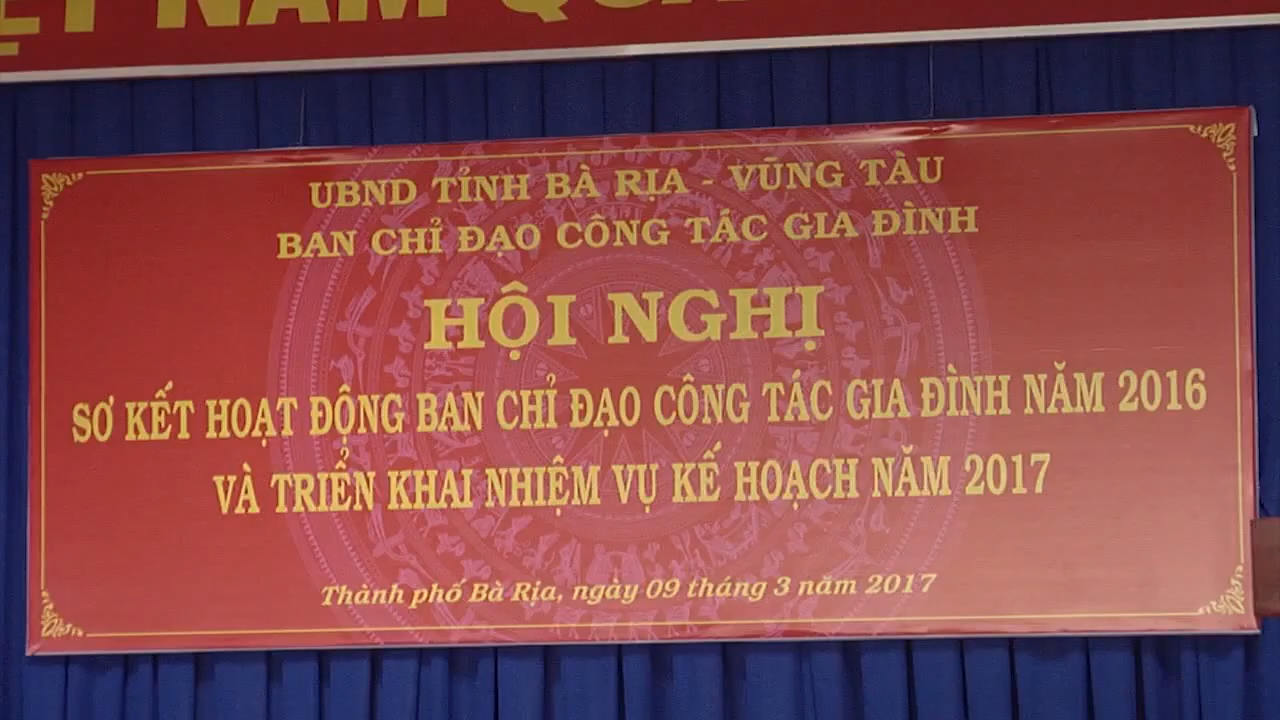 NAM QUA
UBND TỈNH BÀ RỊA - VŨNG TÀU
BAN CHỈ ĐẠO CÔNG TÁC GIA ĐÌNH
HỘI NGHỊ
SƠ KẾT HOẠT ĐỘNG BAN CHỈ ĐẠO CÔNG TÁC GIA ĐÌNH NĂM 2016
VÀ TRIỂN KHAI NHIỆM VỤ KẾ HOẠCH NĂM 2017
Thành phố Bà Rịa, ngày 09 tháng 3 năm 2017